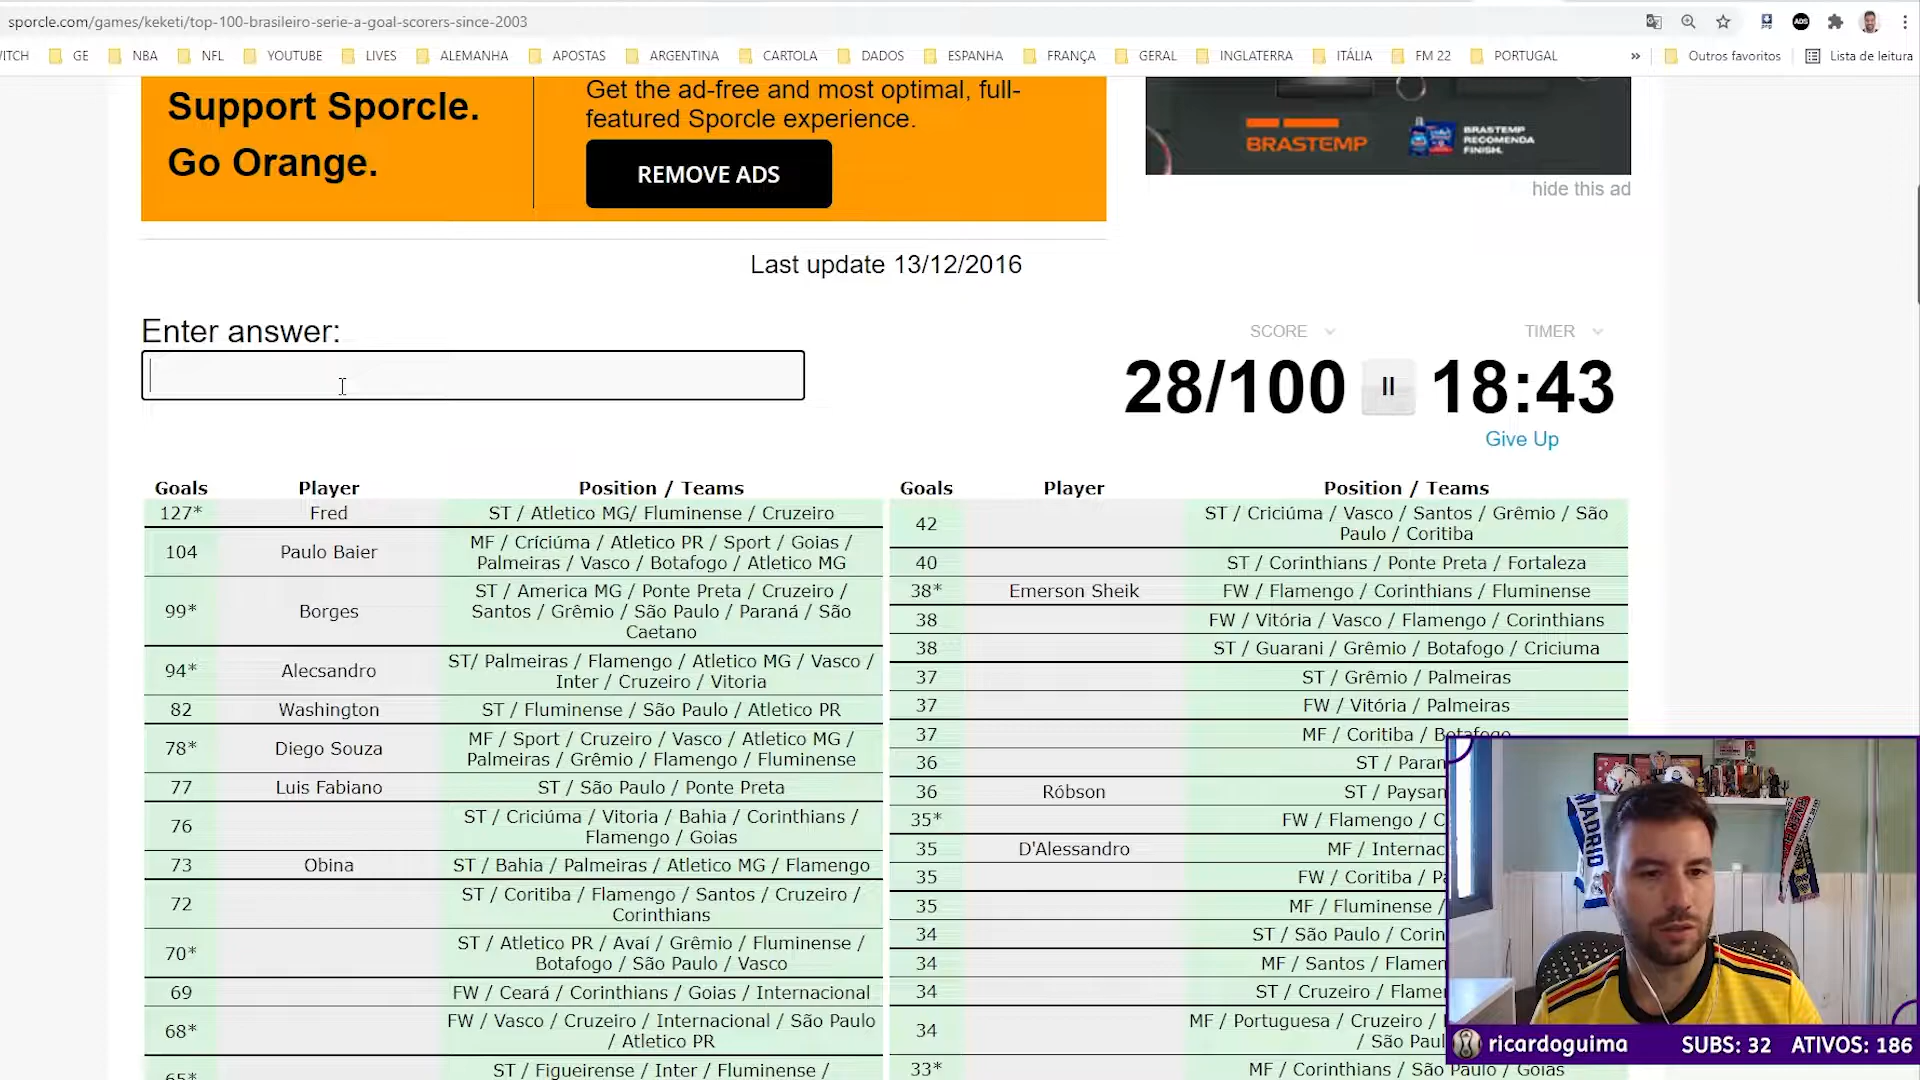 sporcle.com/games/keketi/top-100-brasileiro-serie-a-goal-scorers-since-2003
ITCH GE NBA NFL YOUTUBE LIVES ALEMANHA APOSTAS ARGENTINA CARTOLA DADOS ESPANHA FRANÇA GERAL INGLATERRA ITÁLIA FM 22 PORTUGAL » Outros favoritos Lista de leitura
Support Sporcle.
Go Orange.
Get the ad-free and most optimal, full-
featured Sporcle experience.
REMOVE ADS
BRASTEMP
BRASTEMP
RECOMENDA
FINISH.
hide this ad
Last update 13/12/2016
Enter answer:
SCORE TIMER
28/100 18:43
Give Up
Goals Player Position / Teams
127* Fred ST / Atletico MG/ Fluminense / Cruzeiro
104 Paulo Baier MF / Críciúma / Atletico PR / Sport / Goias /
Palmeiras / Vasco / Botafogo / Atletico MG
99* Borges ST / America MG / Ponte Preta / Cruzeiro /
Santos / Grêmio / São Paulo / Paraná / São
Caetano
94* Alecsandro ST/ Palmeiras / Flamengo / Atletico MG / Vasco /
Inter / Cruzeiro / Vitoria
82 Washington ST / Fluminense / São Paulo / Atletico PR
78* Diego Souza MF / Sport / Cruzeiro / Vasco / Atletico MG /
Palmeiras / Grêmio / Flamengo / Fluminense
77 Luis Fabiano ST / São Paulo / Ponte Preta
76 ST / Criciúma / Vitoria / Bahia / Corinthians /
Flamengo / Goias
73 Obina ST / Bahia / Palmeiras / Atletico MG / Flamengo
72 ST / Coritiba / Flamengo / Santos / Cruzeiro /
Corinthians
70* ST / Atletico PR / Avaí / Grêmio / Fluminense /
Botafogo / São Paulo / Vasco
69 FW / Ceará / Corinthians / Goias / Internacional
68* FW / Vasco / Cruzeiro / Internacional / São Paulo
/ Atletico PR
65* ST / Figueirense / Inter / Fluminense /
Goals Player Position / Teams
42 ST / Criciúma / Vasco / Santos / Grêmio / São
Paulo / Coritiba
40 ST / Corinthians / Ponte Preta / Fortaleza
38* Emerson Sheik FW / Flamengo / Corinthians / Fluminense
38 FW / Vitória / Vasco / Flamengo / Corinthians
38 ST / Guarani / Grêmio / Botafogo / Criciuma
37 ST / Grêmio / Palmeiras
37 FW / Vitória / Palmeiras
37 MF / Coritiba / Botafogo
36 ST / Paran
36 Róbson ST / Paysan
35* FW / Flamengo / C
35 D'Alessandro MF / Internac
35 FW / Coritiba / Pa
35 MF / Fluminense /
34 ST / São Paulo / Corin
34 MF / Santos / Flamen
34 ST / Cruzeiro / Flame
34 MF / Portuguesa / Cruzeiro /
/ São Paul
33* MF / Corinthians / São Paulo / Goias
MADRID
ricardoguima SUBS: 32 ATIVOS: 186